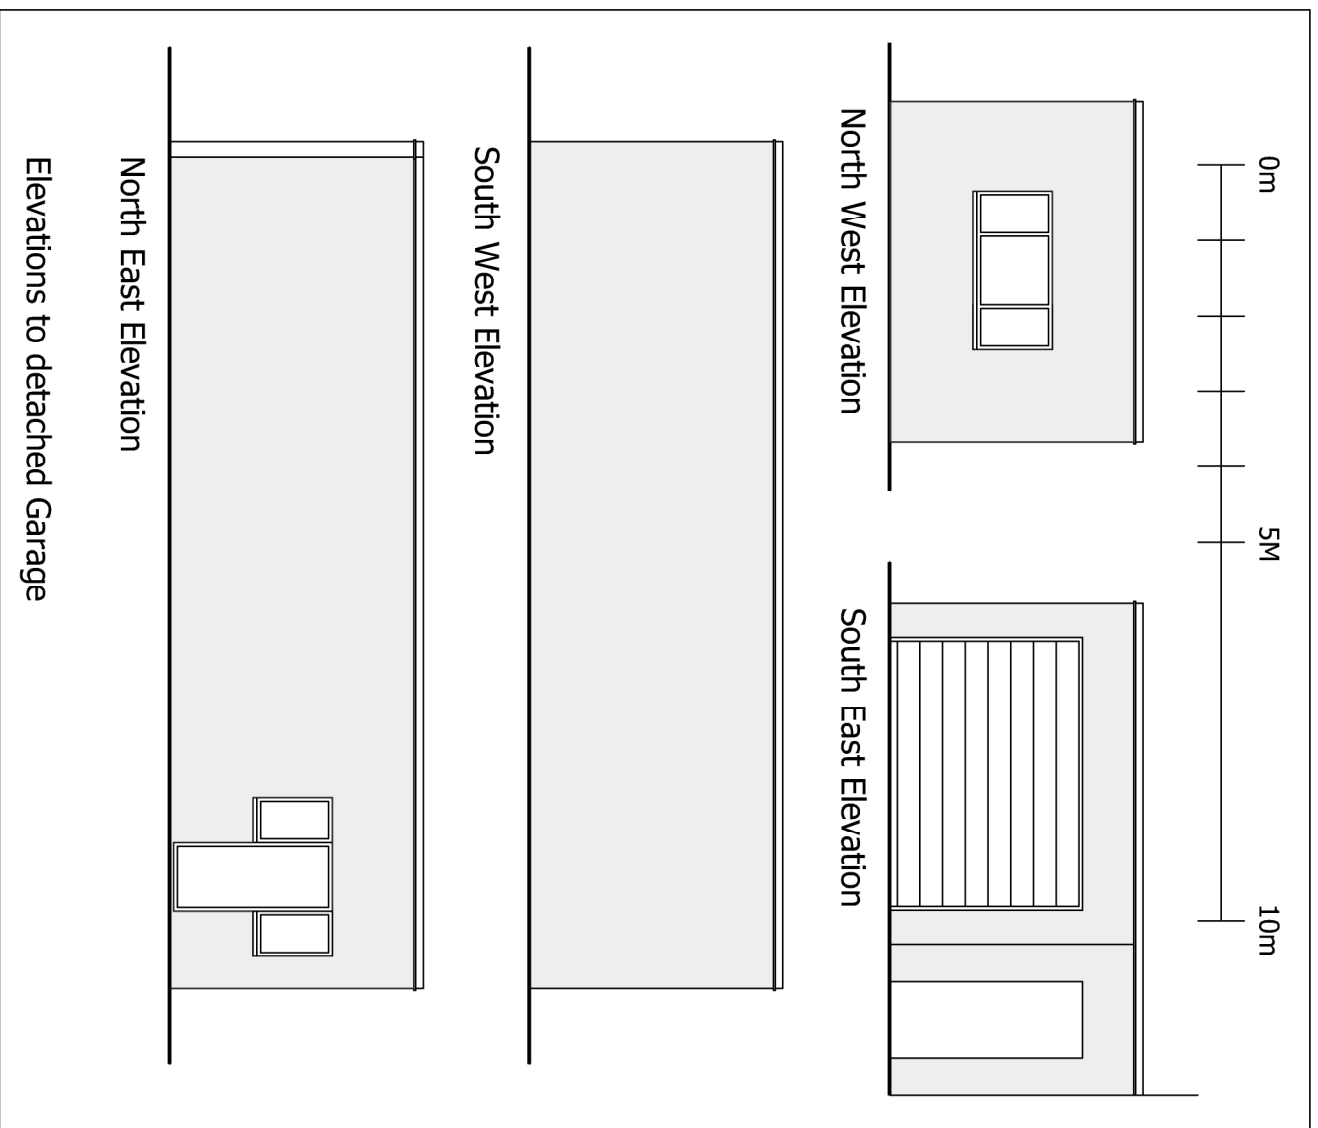 0m
5M
10m
North West Elevation
South East Elevation
South West Elevation
North East Elevation
Elevations to detached Garage